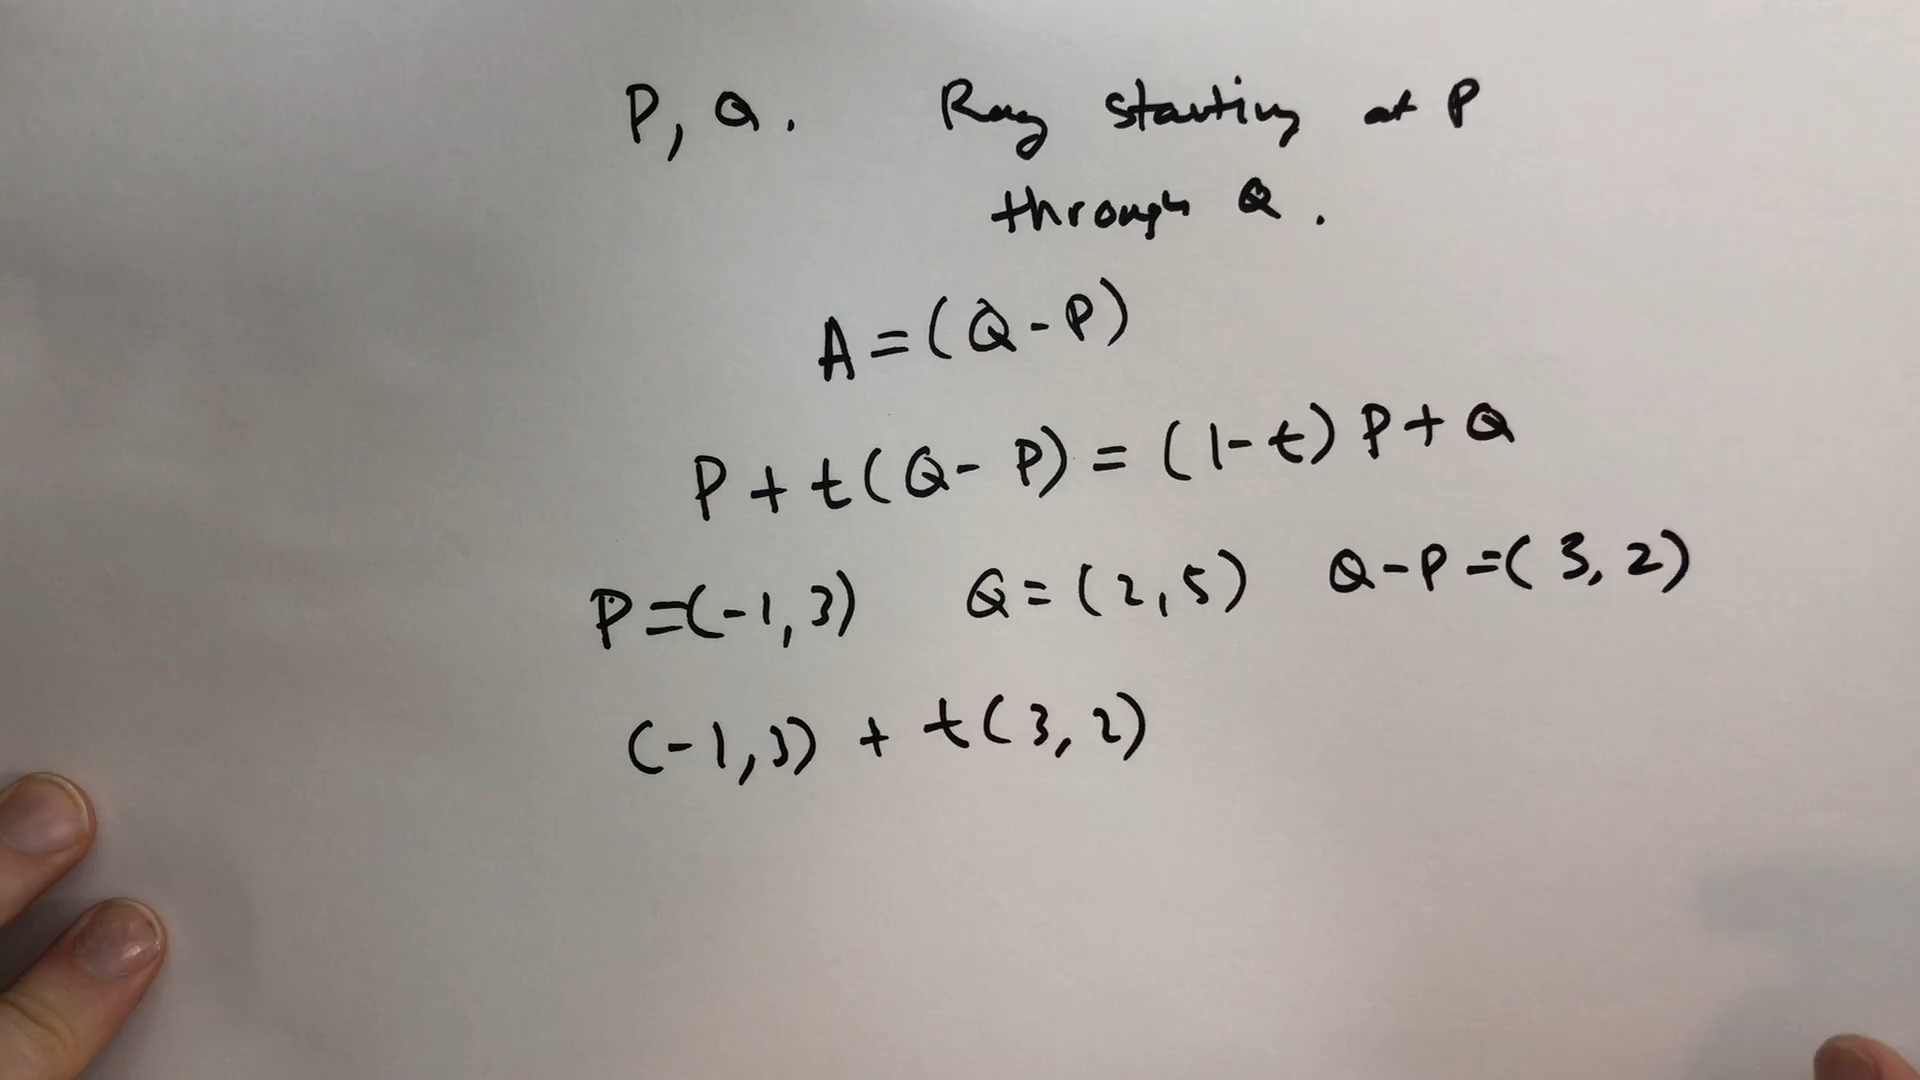 P, Q. Ray starting at P
through Q.
A = (Q - P)
P + t(Q - P) = (1 - t) P + Q
P = (-1, 3) Q = (2, 5) Q - P = (3, 2)
(-1, 3) + t(3, 2)